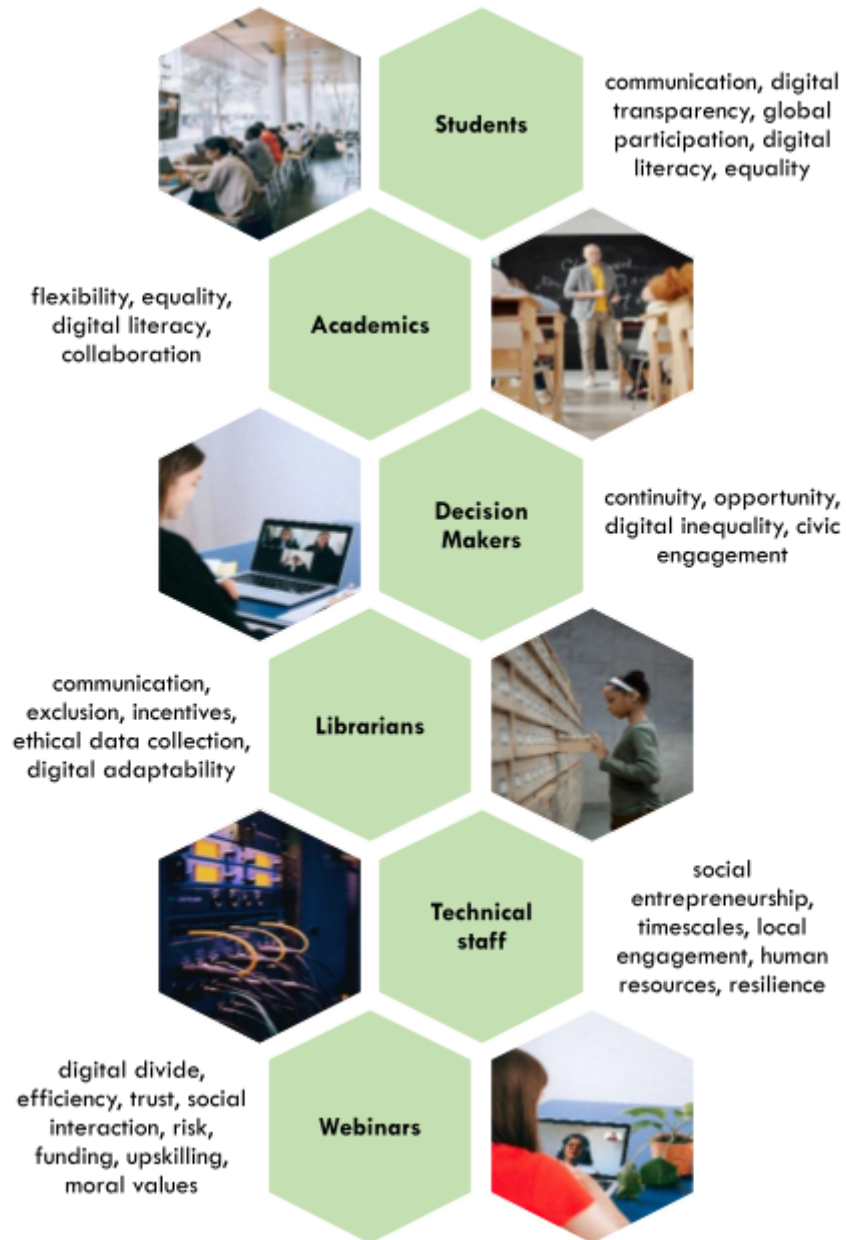 Students
communication, digital
transparency, global
participation, digital
literacy, equality
flexibility, equality,
digital literacy,
collaboration
Academics
Decision
Makers
continuity, opportunity,
digital inequality, civic
engagement
communication,
exclusion, incentives,
ethical data collection,
digital adaptability
Librarians
Technical
staff
social
entrepreneurship,
timescales, local
engagement, human
resources, resilience
digital divide,
efficiency, trust, social
interaction, risk,
funding, upskilling,
moral values
Webinars